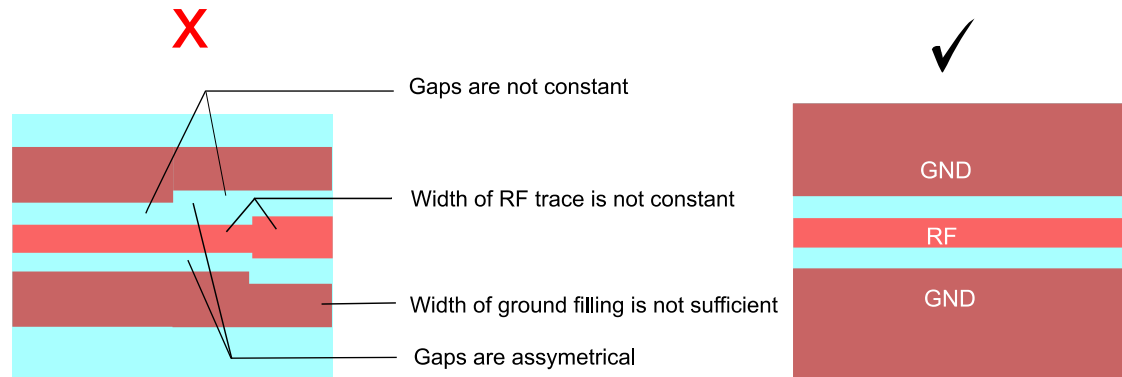 X
Gaps are not constant
Width of RF trace is not constant
Width of ground filling is not sufficient
Gaps are assymetrical
GND
RF
GND